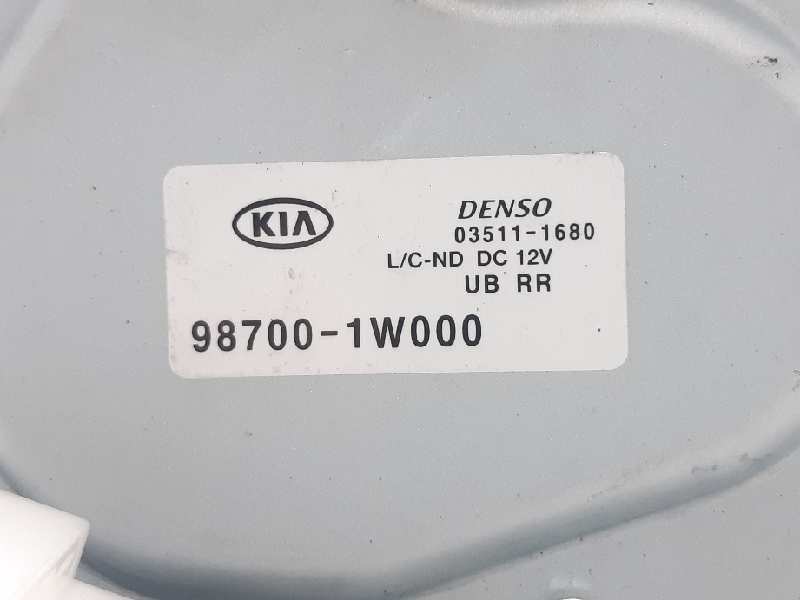 KIA
DENSO
03511-1680
L/C-ND DC 12V
UB RR
98700-1W000